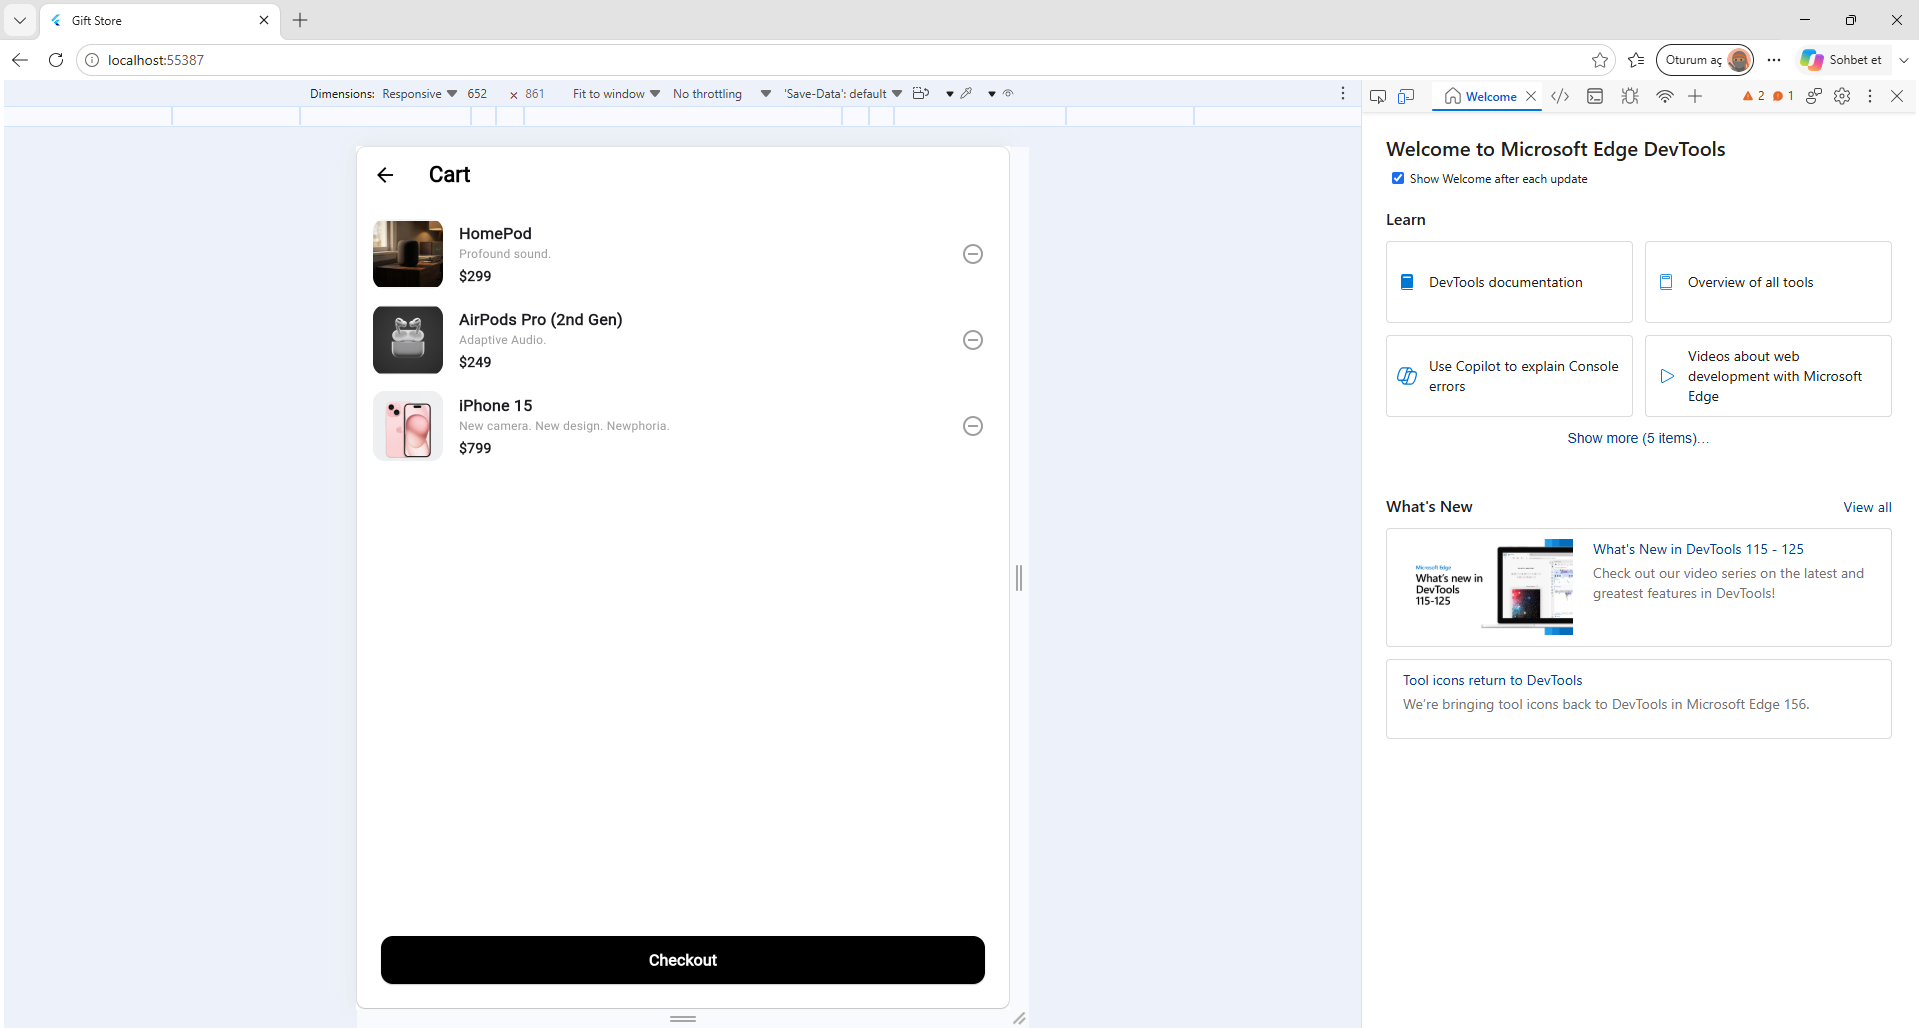 Gift Store
localhost:55387
Oturum aç
Sohbet et
Dimensions: Responsive 652 × 861 Fit to window No throttling 'Save-Data': default
Welcome
2
1
Cart
HomePod
Profound sound.
$299
AirPods Pro (2nd Gen)
Adaptive Audio.
$249
iPhone 15
New camera. New design. Newphoria.
$799
Checkout
Welcome to Microsoft Edge DevTools
Show Welcome after each update
Learn
DevTools documentation
Overview of all tools
Use Copilot to explain Console
errors
Videos about web
development with Microsoft
Edge
Show more (5 items)...
What's New
View all
Microsoft Edge
What's new in
DevTools
115-125
What's New in DevTools 115 - 125
Check out our video series on the latest and
greatest features in DevTools!
Tool icons return to DevTools
We're bringing tool icons back to DevTools in Microsoft Edge 156.